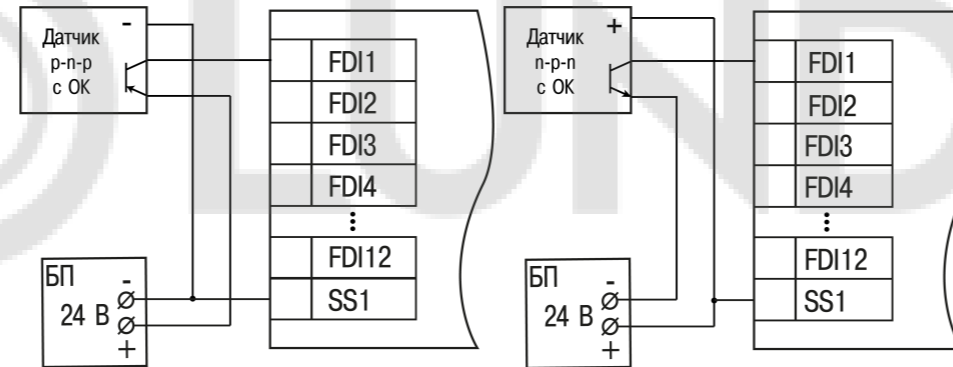 Датчик
p-n-p
с ОК
-
FDI1
FDI2
FDI3
FDI4
FDI12
SS1
БП
-
24 В
+
Датчик
n-p-n
с ОК
+
FDI1
FDI2
FDI3
FDI4
FDI12
SS1
БП
-
24 В
+
LUND